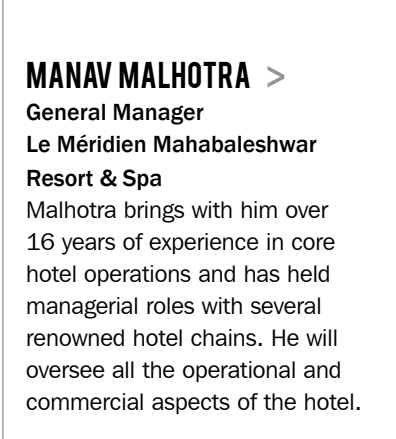 MANAV MALHOTRA >
General Manager
Le Méridien Mahabaleshwar
Resort & Spa
Malhotra brings with him over
16 years of experience in core
hotel operations and has held
managerial roles with several
renowned hotel chains. He will
oversee all the operational and
commercial aspects of the hotel.